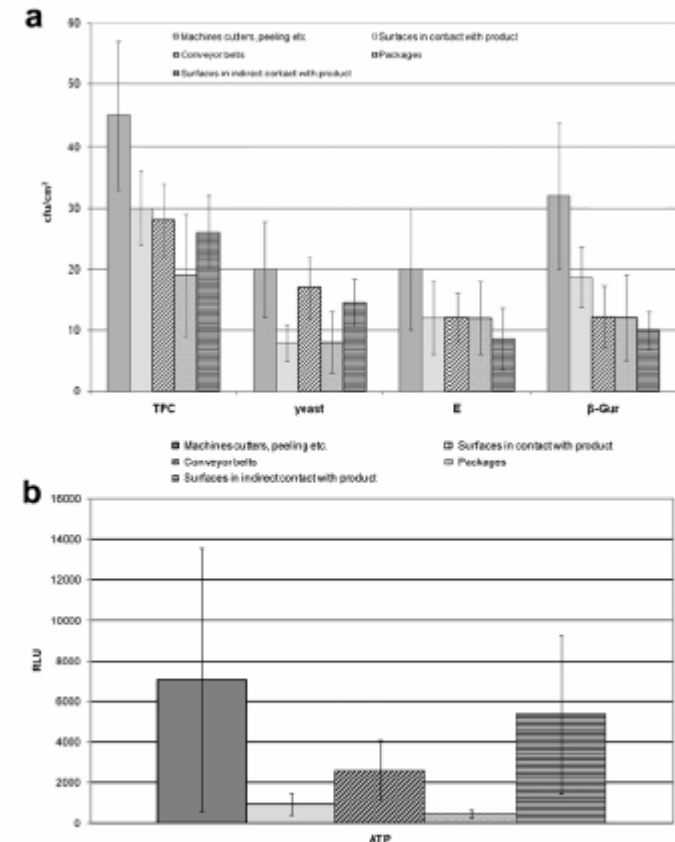 a
Machines cutters, peeling etc. Surfaces in contact with product
Conveyor belts Packages
Surfaces in indirect contact with product
60
50
40
30
20
10
0
cfu/cm²
TPC yeast E β-Gur
Machines cutters, peeling etc. Surfaces in contact with product
Conveyor belts Packages
Surfaces in indirect contact with product
b
16000
14000
12000
10000
8000
6000
4000
2000
0
RLU
ATP